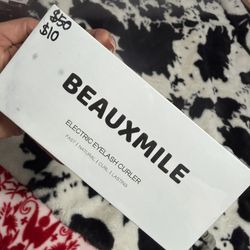 $50
$10
BEAUXMILE
ELECTRIC EYELASH CURLER
FAST | NATURAL | CURL | LASTING